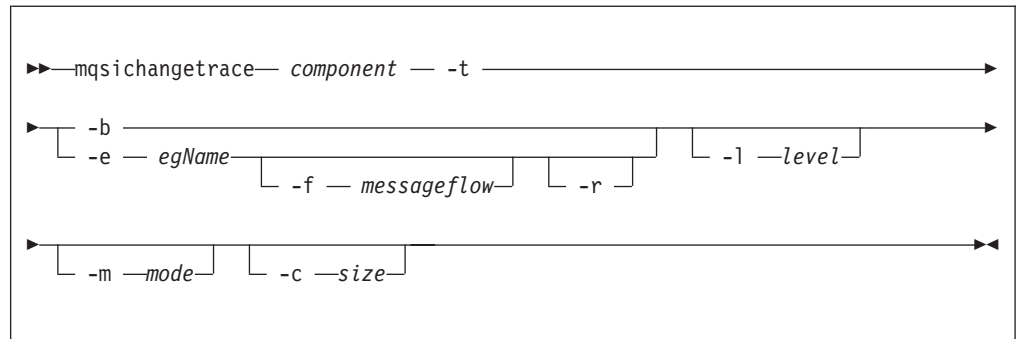 mqsichangetrace component -t
-b
-e egName -l level
-f messageflow -r
-m mode -c size